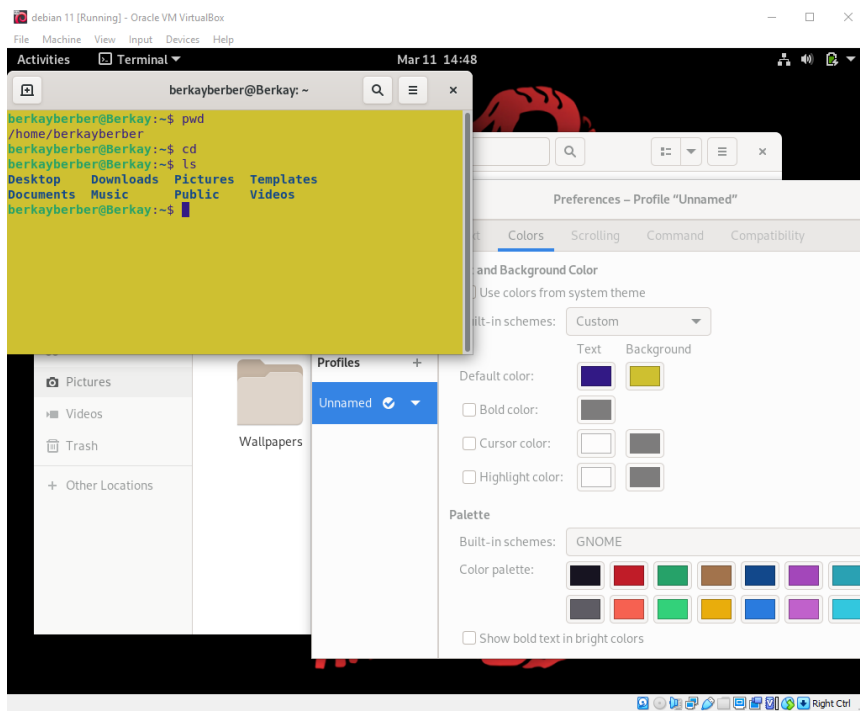 debian 11 [Running] - Oracle VM VirtualBox
File Machine View Input Devices Help
Activities Terminal Mar 11 14:48
berkayberber@Berkay: ~
berkayberber@Berkay:~$ pwd
/home/berkayberber
berkayberber@Berkay:~$ cd
berkayberber@Berkay:~$ ls
Desktop Downloads Pictures Templates
Documents Music Public Videos
berkayberber@Berkay:~$
Preferences – Profile “Unnamed”
Colors Scrolling Command Compatibility
and Background Color
Use colors from system theme
ilt-in schemes: Custom
Text Background
Default color:
Bold color:
Cursor color:
Highlight color:
Palette
Built-in schemes: GNOME
Color palette:
Show bold text in bright colors
Profiles +
Unnamed
Pictures
Videos
Trash
+ Other Locations
Wallpapers
Right Ctrl